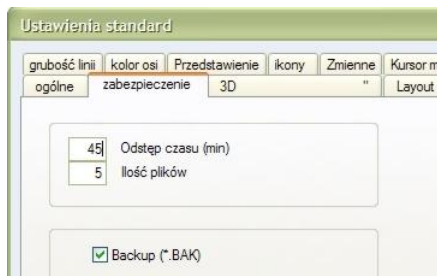 Ustawienia standard
grubość linii kolor osi Przedstawienie ikony Zmienne Kursor m
ogólne zabezpieczenie 3D " Layout
45 Odstęp czasu (min)
5 Ilość plików
Backup (*.BAK)